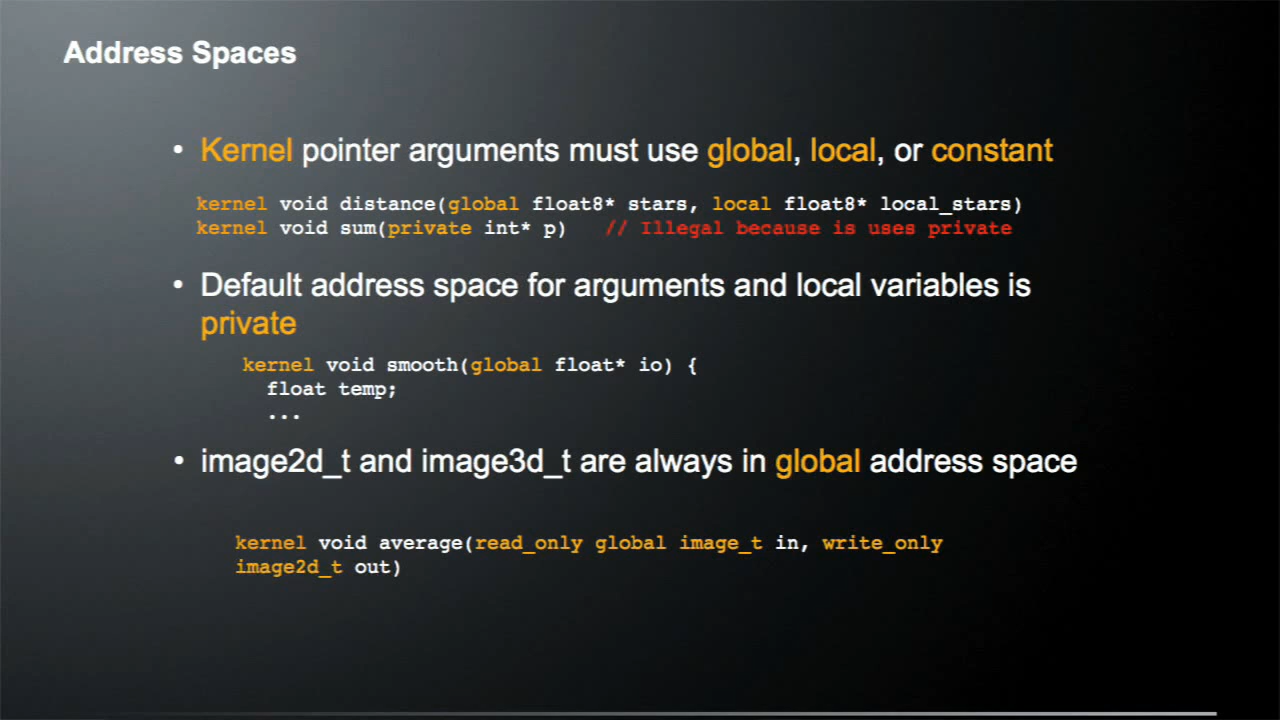 Address Spaces
• Kernel pointer arguments must use global, local, or constant
kernel void distance(global float8* stars, local float8* local_stars)
kernel void sum(private int* p)   // Illegal because is uses private
• Default address space for arguments and local variables is
private
kernel void smooth(global float* io) {
float temp;
...
• image2d_t and image3d_t are always in global address space
kernel void average(read_only global image_t in, write_only
image2d_t out)